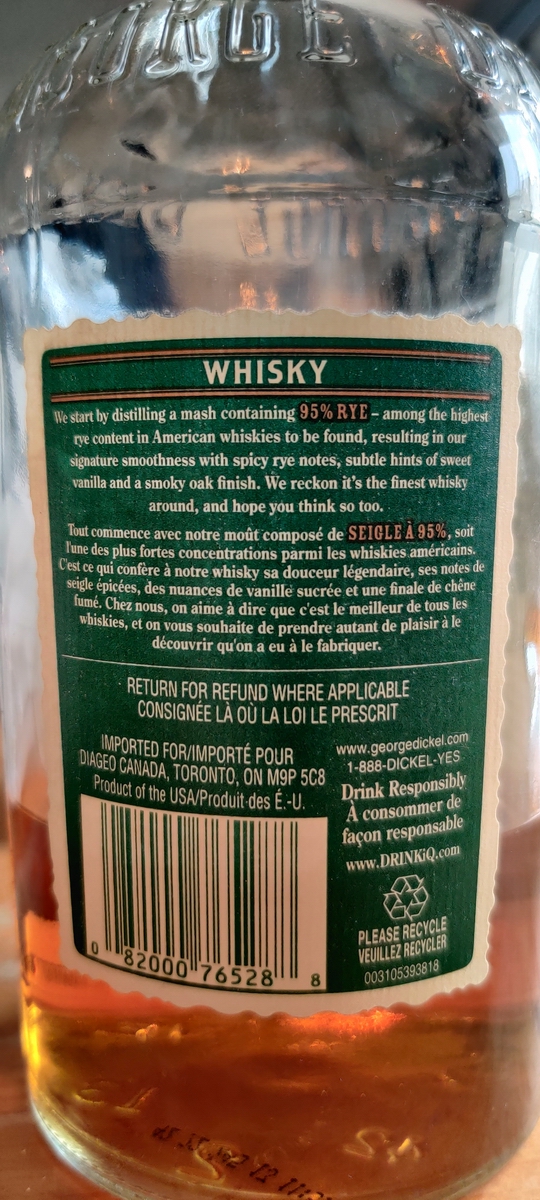 WHISKY
We start by distilling a mash containing 95% RYE – among the highest
rye content in American whiskies to be found, resulting in our
signature smoothness with spicy rye notes, subtle hints of sweet
vanilla and a smoky oak finish. We reckon it's the finest whisky
around, and hope you think so too.
Tout commence avec notre moût composé de SEIGLE À 95%, soit
l'une des plus fortes concentrations parmi les whiskies américains.
C'est ce qui confère à notre whisky sa douceur légendaire, ses notes de
seigle épicées, des nuances de vanille sucrée et une finale de chêne
fumé. Chez nous, on aime à dire que c'est le meilleur de tous les
whiskies, et on vous souhaite de prendre autant de plaisir à le
découvrir qu'on a eu à le fabriquer.
RETURN FOR REFUND WHERE APPLICABLE
CONSIGNÉE LÀ OÙ LA LOI LE PRESCRIT
IMPORTED FOR/IMPORTÉ POUR
DIAGEO CANADA, TORONTO, ON M9P 5C8
Product of the USA/Produit des É.-U.
0 82000 76528 8
www.georgedickel.com
1-888-DICKEL-YES
Drink Responsibly
À consommer de
façon responsable
www.DRINKiQ.com
PLEASE RECYCLE
VEUILLEZ RECYCLER
003105393818